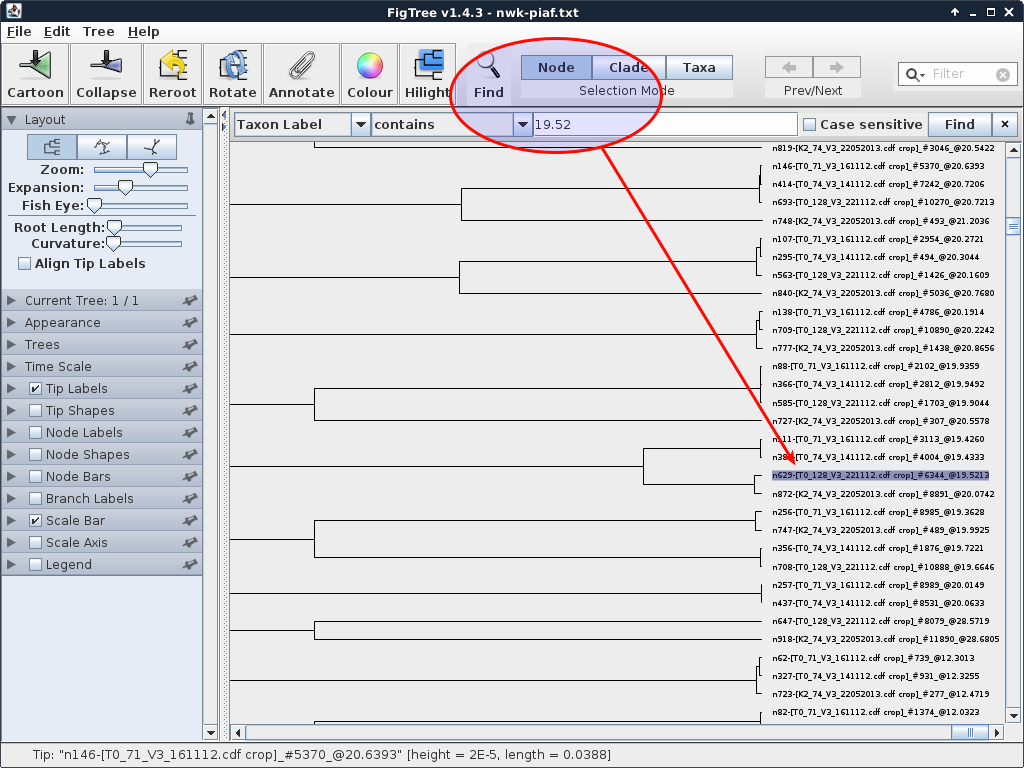 FigTree v1.4.3 - nwk-piaf.txt
File Edit Tree Help
Cartoon Collapse Reroot Rotate Annotate Colour Hilight Find
Node Clade Taxa
Selection Mode
Prev/Next
Filter
Layout
Zoom:
Expansion:
Fish Eye:
Root Length:
Curvature:
Align Tip Labels
Current Tree: 1 / 1
Appearance
Trees
Time Scale
Tip Labels
Tip Shapes
Node Labels
Node Shapes
Node Bars
Branch Labels
Scale Bar
Scale Axis
Legend
Taxon Label contains 19.52 Case sensitive Find ×
n819-[K2_74_V3_22052013.cdf crop]_#3046_@20.5422
n146-[T0_71_V3_161112.cdf crop]_#5370_@20.6393
n414-[T0_74_V3_141112.cdf crop]_#7242_@20.7206
n693-[T0_128_V3_221112.cdf crop]_#10270_@20.7213
n748-[K2_74_V3_22052013.cdf crop]_#493_@21.2036
n107-[T0_71_V3_161112.cdf crop]_#2954_@20.2721
n295-[T0_74_V3_141112.cdf crop]_#494_@20.3044
n563-[T0_128_V3_221112.cdf crop]_#1426_@20.1609
n840-[K2_74_V3_22052013.cdf crop]_#5036_@20.7680
n138-[T0_71_V3_161112.cdf crop]_#4786_@20.1914
n709-[T0_128_V3_221112.cdf crop]_#10890_@20.2242
n777-[K2_74_V3_22052013.cdf crop]_#1438_@20.8656
n88-[T0_71_V3_161112.cdf crop]_#2102_@19.9359
n366-[T0_74_V3_141112.cdf crop]_#2812_@19.9492
n585-[T0_128_V3_221112.cdf crop]_#1703_@19.9044
n727-[K2_74_V3_22052013.cdf crop]_#307_@20.5578
[T0_71_V3_161112.cdf crop]_#3113_@19.4260
[T0_74_V3_141112.cdf crop]_#4004_@19.4333
n629-[T0_128_V3_221112.cdf crop]_#6344_@19.5213
n872-[K2_74_V3_22052013.cdf crop]_#8891_@20.0742
n256-[T0_71_V3_161112.cdf crop]_#8985_@19.3628
n747-[K2_74_V3_22052013.cdf crop]_#489_@19.9925
n356-[T0_74_V3_141112.cdf crop]_#1876_@19.7221
n708-[T0_128_V3_221112.cdf crop]_#10888_@19.6646
n257-[T0_71_V3_161112.cdf crop]_#8989_@20.0149
n437-[T0_74_V3_141112.cdf crop]_#8531_@20.0633
n647-[T0_128_V3_221112.cdf crop]_#8079_@28.5719
n918-[K2_74_V3_22052013.cdf crop]_#11890_@28.6805
n62-[T0_71_V3_161112.cdf crop]_#739_@12.3013
n327-[T0_74_V3_141112.cdf crop]_#931_@12.3255
n723-[K2_74_V3_22052013.cdf crop]_#277_@12.4719
n82-[T0_71_V3_161112.cdf crop]_#1374_@12.0323
Tip: "n146-[T0_71_V3_161112.cdf crop]_#5370_@20.6393" [height = 2E-5, length = 0.0388]